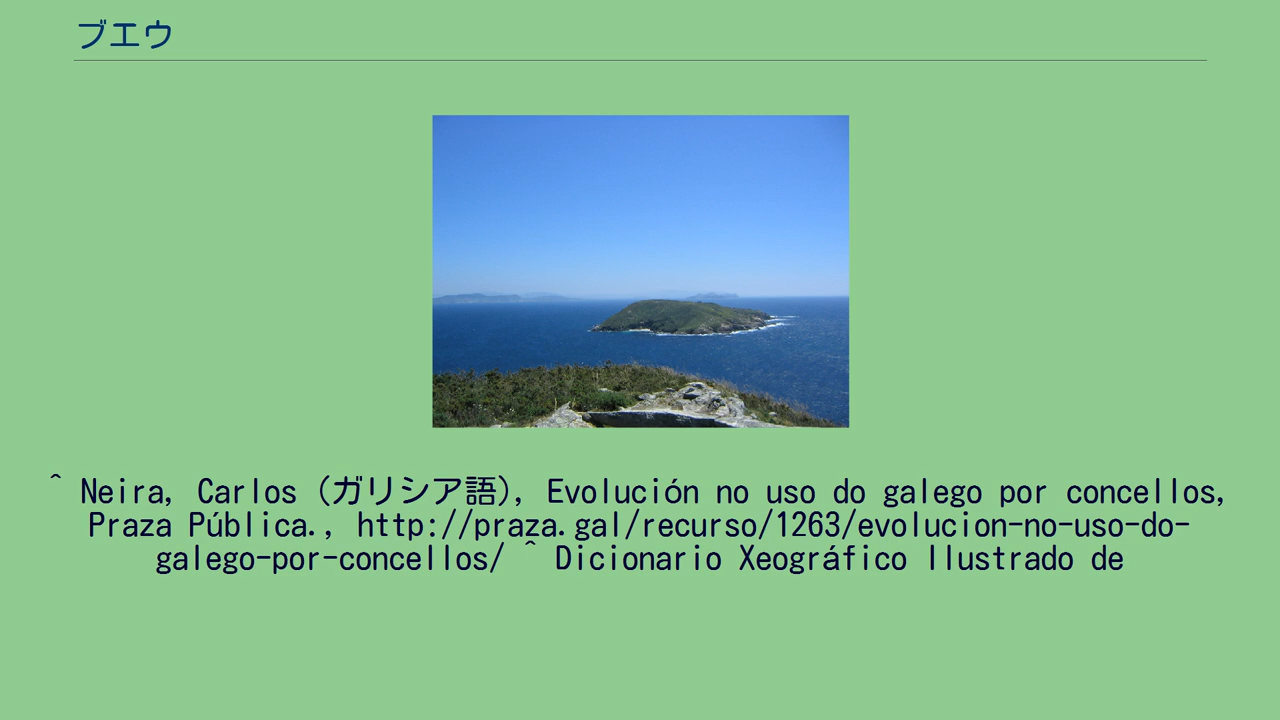 ブエウ
^ Neira, Carlos (ガリシア語), Evolución no uso do galego por concellos,
Praza Pública., http://praza.gal/recurso/1263/evolucion-no-uso-do-
galego-por-concellos/ ^ Dicionario Xeográfico Ilustrado de